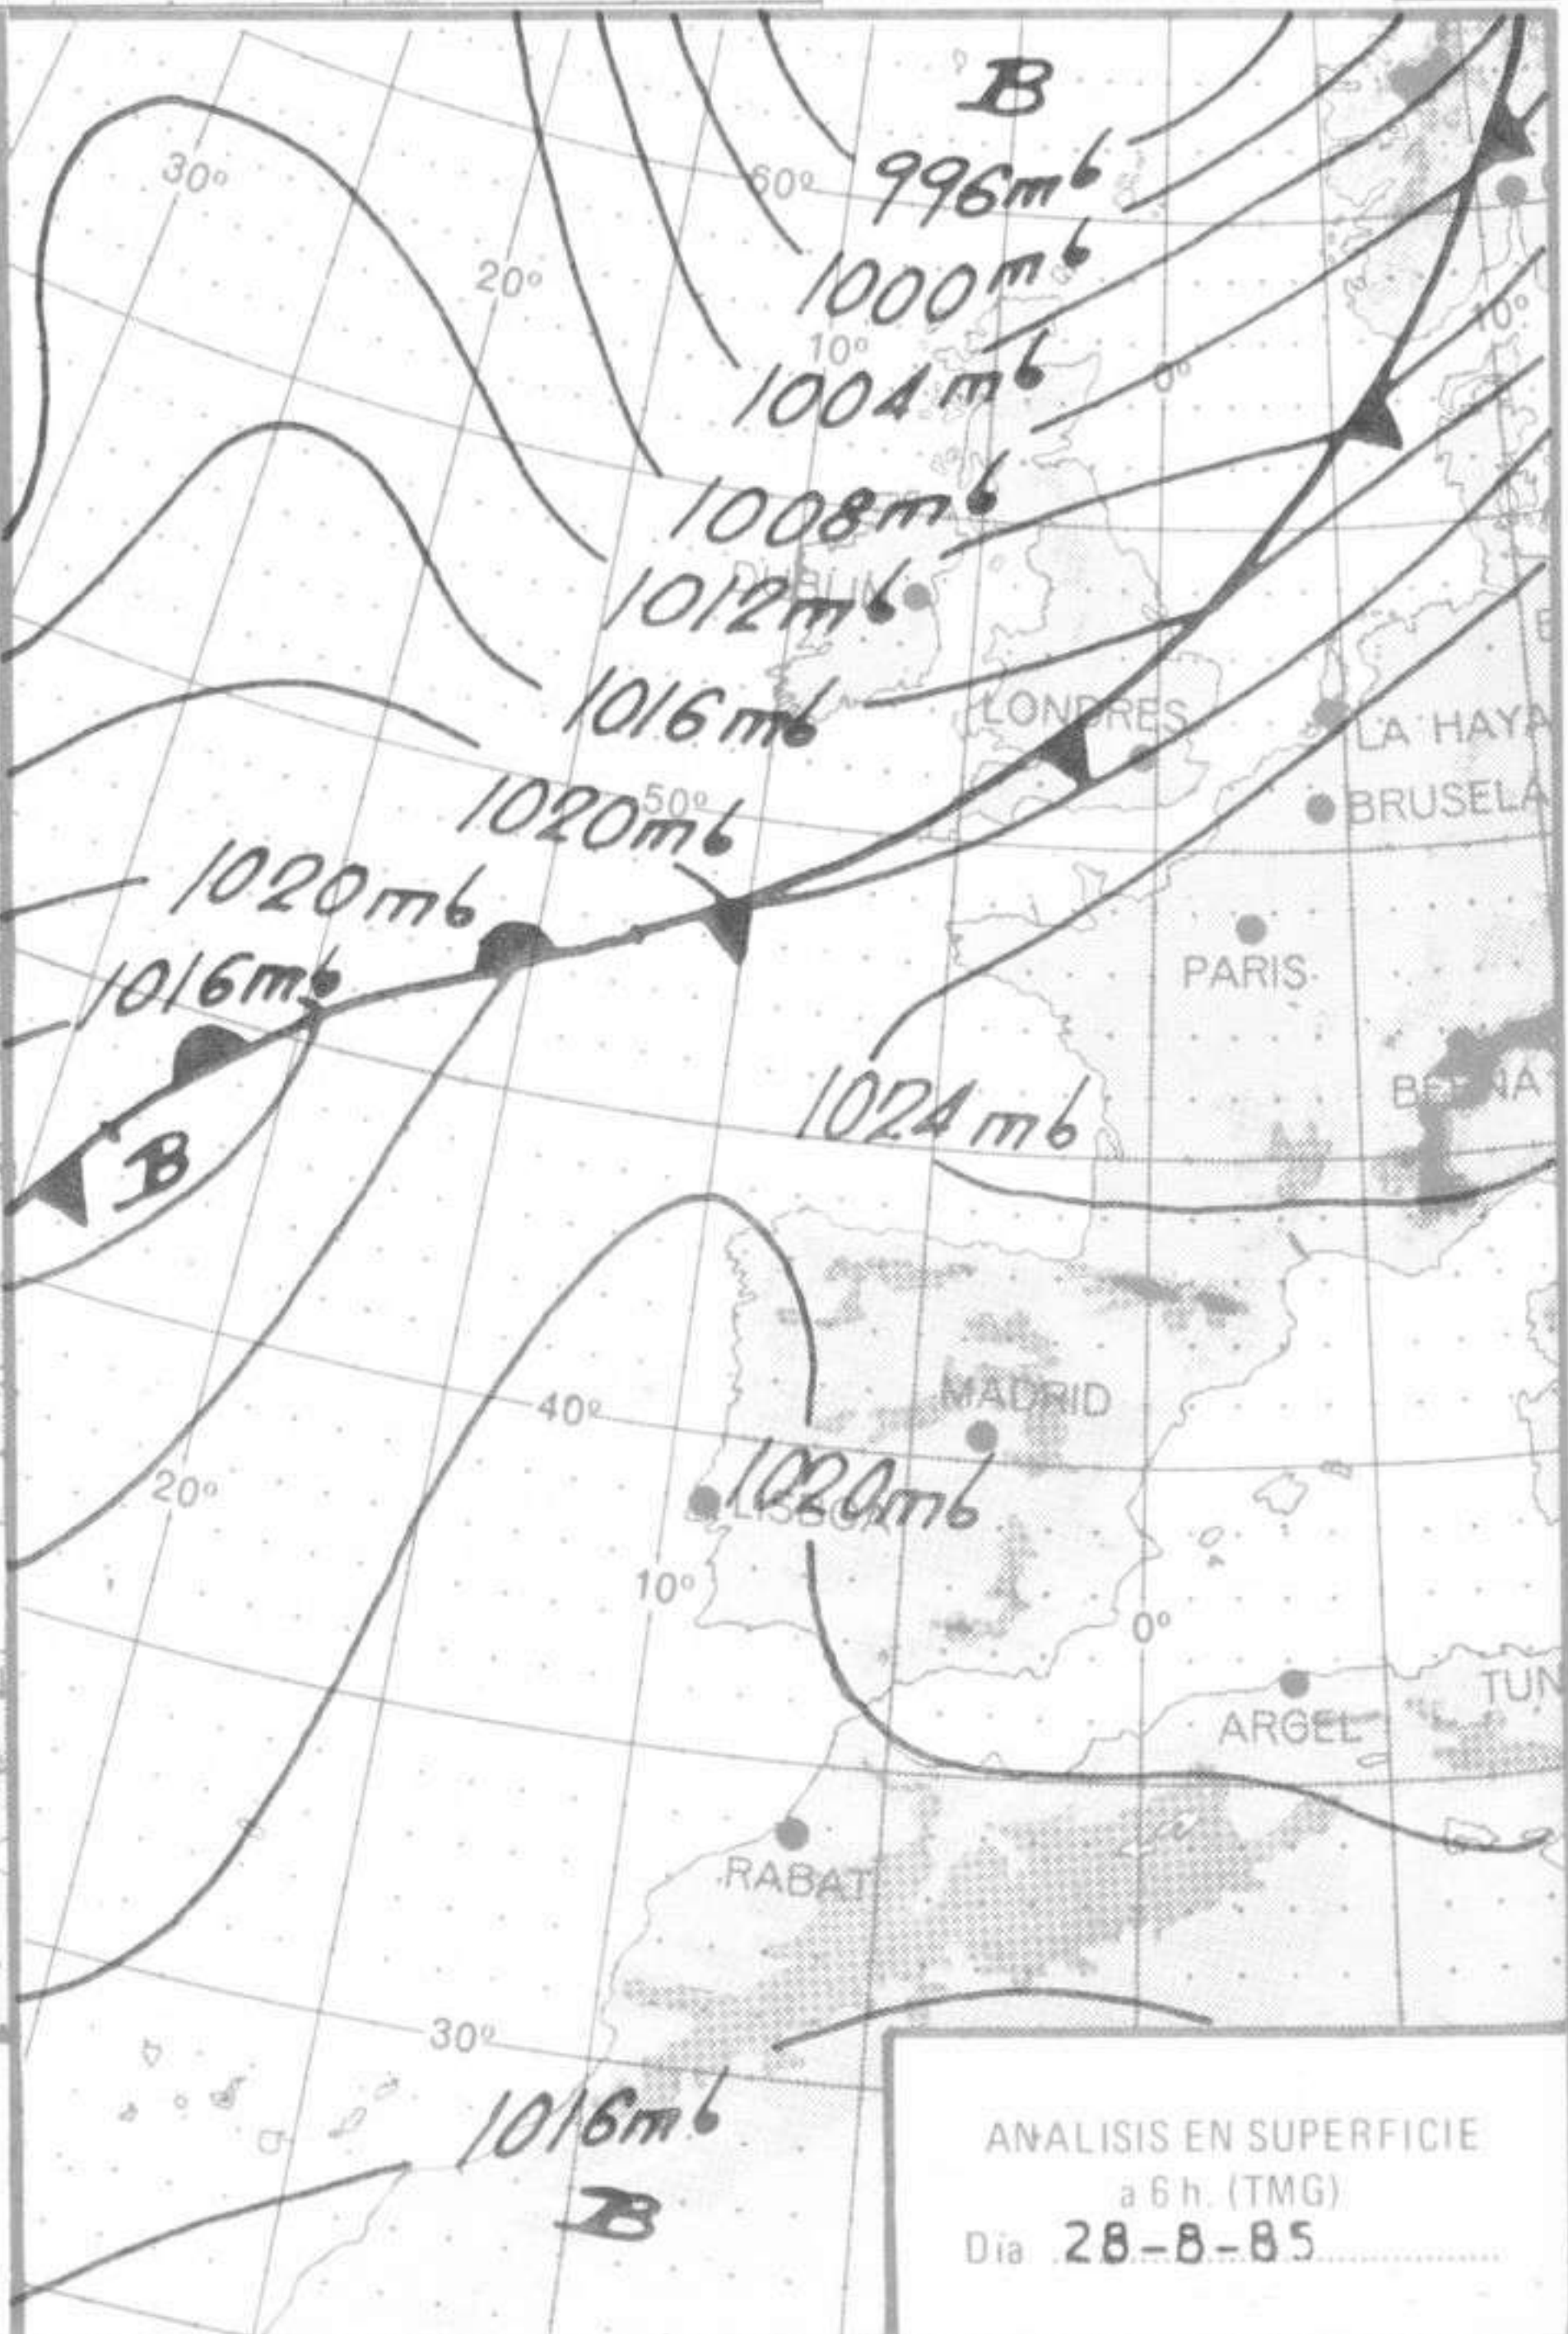 B
30°
60°
996mb
20°
1000mb
10°
10°
1004mb
0°
1008mb
DUBLIN
1012mb
1016mb
LONDRES
LA HAYA
50°
1020mb
BRUSELA
1020mb
PARIS
1016mb
BERNA
1024mb
B
MADRID
40°
20°
1020mb
LISBOA
10°
0°
TUN
ARGEL
RABAT
30°
1016mb
B
ANALISIS EN SUPERFICIE
a 6 h. (TMG)
Dia 28-8-85